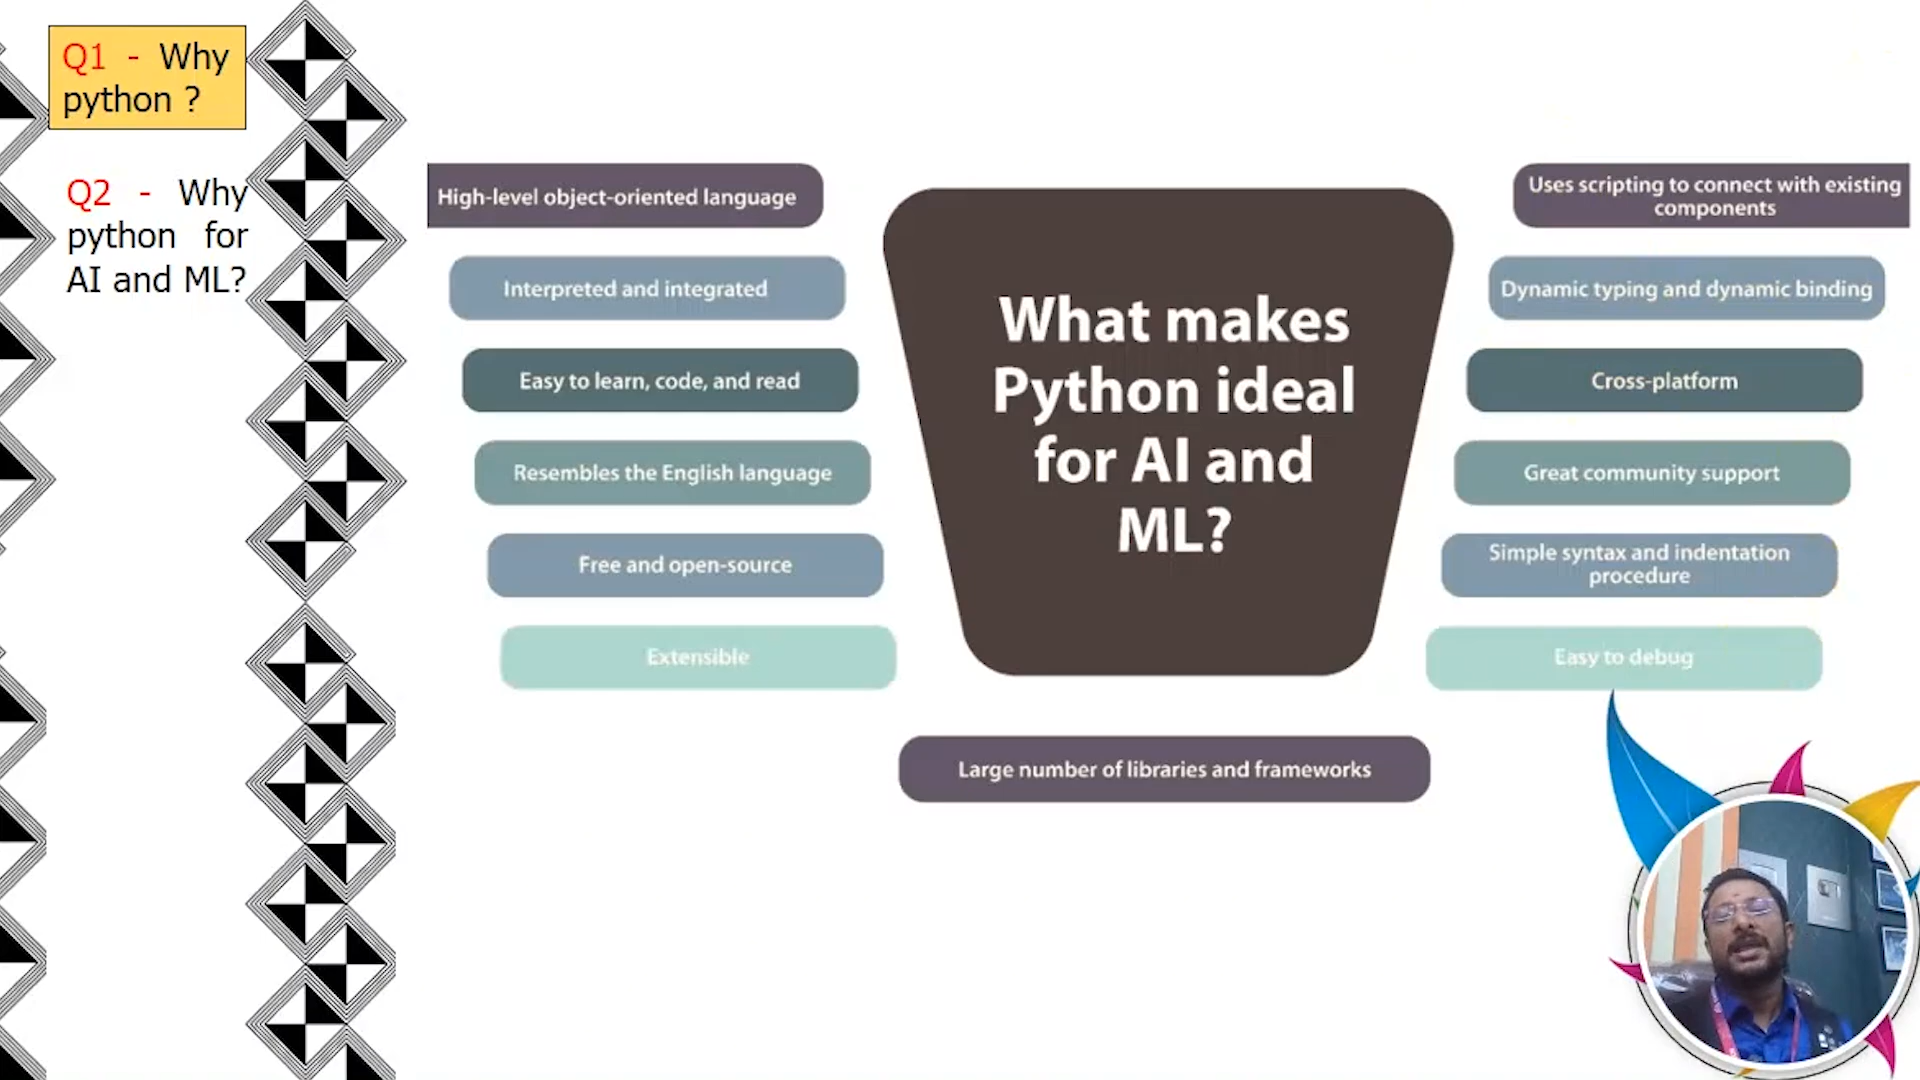 Q1 - Why
python ?
Q2 - Why
python for
AI and ML?
High-level object-oriented language
Interpreted and integrated
Easy to learn, code, and read
Resembles the English language
Free and open-source
Extensible
What makes
Python ideal
for AI and
ML?
Uses scripting to connect with existing
components
Dynamic typing and dynamic binding
Cross-platform
Great community support
Simple syntax and indentation
procedure
Easy to debug
Large number of libraries and frameworks